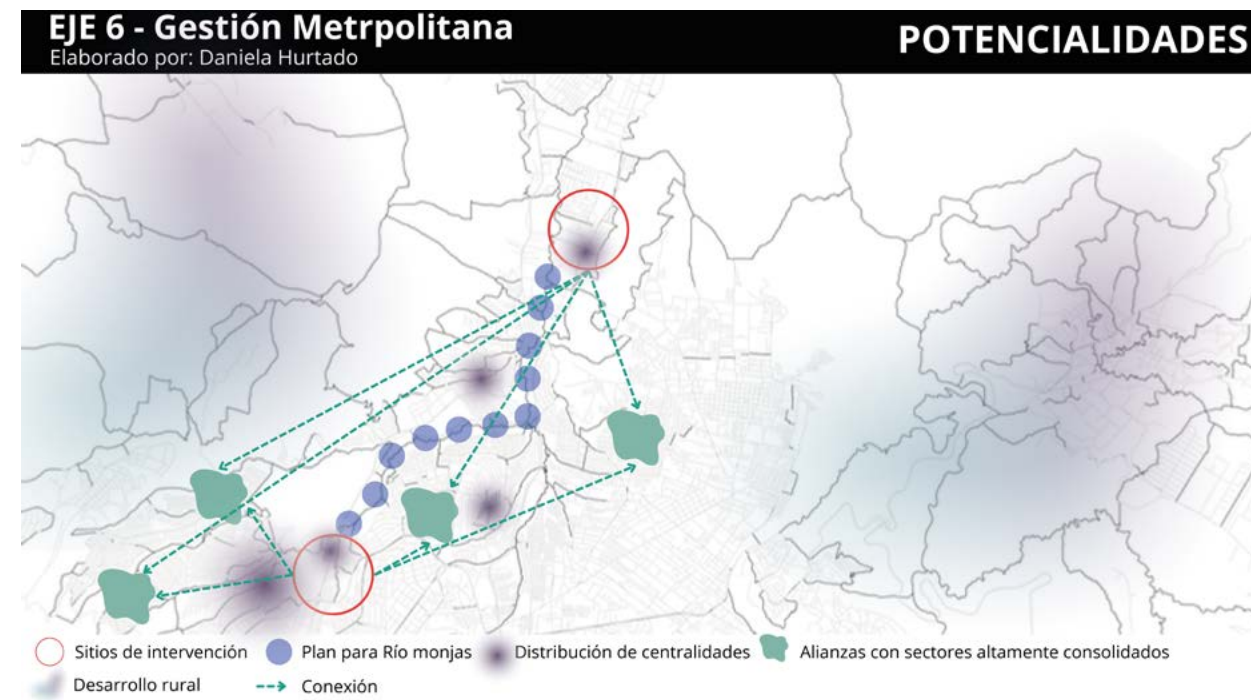 EJE 6 - Gestión Metrpolitana
Elaborado por: Daniela Hurtado
POTENCIALIDADES
Sitios de intervención
Plan para Río monjas
Distribución de centralidades
Alianzas con sectores altamente consolidados
Desarrollo rural
Conexión